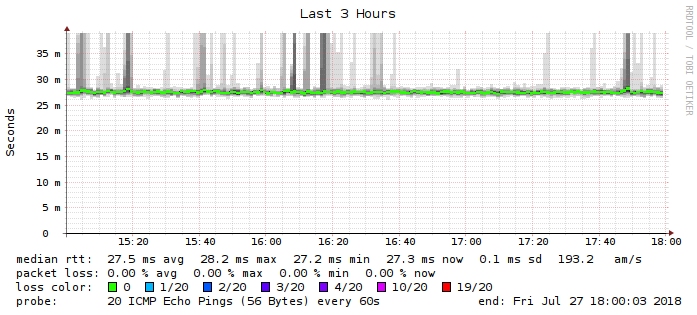 Last 3 Hours
RRDTOOL / TOBI OETIKER
Seconds
35 m
30 m
25 m
20 m
15 m
10 m
5 m
0
15:20 15:40 16:00 16:20 16:40 17:00 17:20 17:40 18:00
median rtt: 27.5 ms avg 28.2 ms max 27.2 ms min 27.3 ms now 0.1 ms sd 193.2 am/s
packet loss: 0.00 % avg 0.00 % max 0.00 % min 0.00 % now
loss color: 0 1/20 2/20 3/20 4/20 10/20 19/20
probe: 20 ICMP Echo Pings (56 Bytes) every 60s end: Fri Jul 27 18:00:03 2018